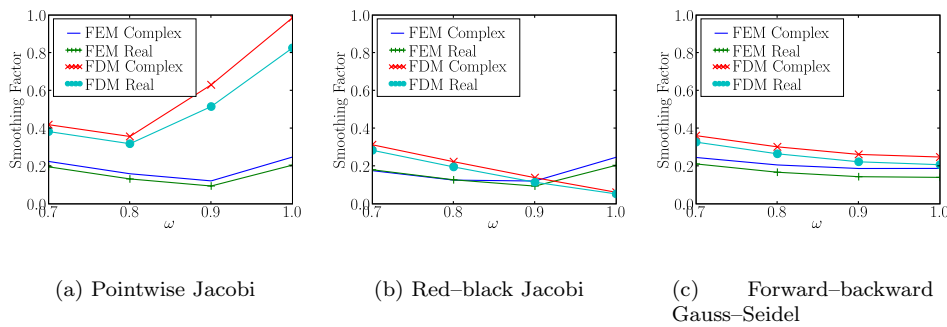 1.0
0.8
0.6
0.4
0.2
0.0
0.7
0.8
0.9
1.0
ω
Smoothing Factor
FEM Complex
FEM Real
FDM Complex
FDM Real
(a) Pointwise Jacobi
1.0
0.8
0.6
0.4
0.2
0.0
0.7
0.8
0.9
1.0
ω
Smoothing Factor
FEM Complex
FEM Real
FDM Complex
FDM Real
(b) Red–black Jacobi
1.0
0.8
0.6
0.4
0.2
0.0
0.7
0.8
0.9
1.0
ω
Smoothing Factor
FEM Complex
FEM Real
FDM Complex
FDM Real
(c) Forward–backward
Gauss–Seidel